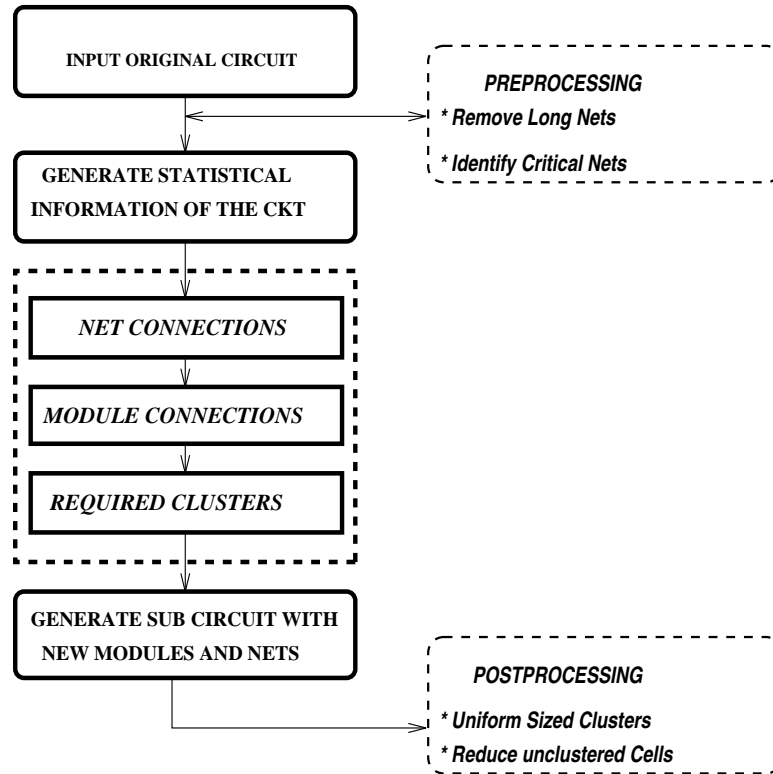 INPUT ORIGINAL CIRCUIT
PREPROCESSING
* Remove Long Nets
* Identify Critical Nets
GENERATE STATISTICAL
INFORMATION OF THE CKT
NET CONNECTIONS
MODULE CONNECTIONS
REQUIRED CLUSTERS
GENERATE SUB CIRCUIT WITH
NEW MODULES AND NETS
POSTPROCESSING
* Uniform Sized Clusters
* Reduce unclustered Cells